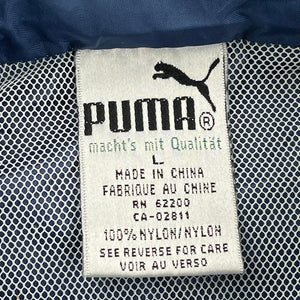 PUMA®
macht's mit Qualität
L
MADE IN CHINA
FABRIQUE AU CHINE
RN 62200
CA-02811
100% NYLON/NYLON
SEE REVERSE FOR CARE
VOIR AU VERSO